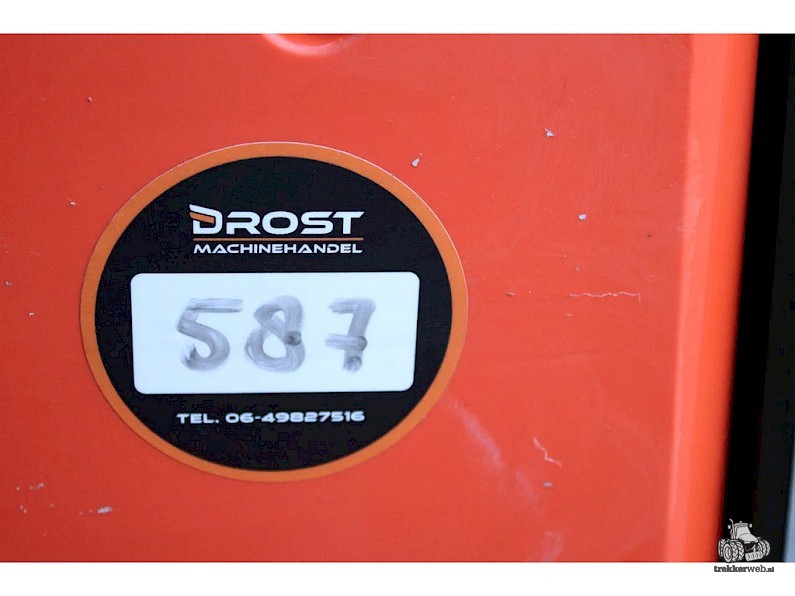 DROST
MACHINEHANDEL
587
TEL. 06-49827516
trekkerweb.nl